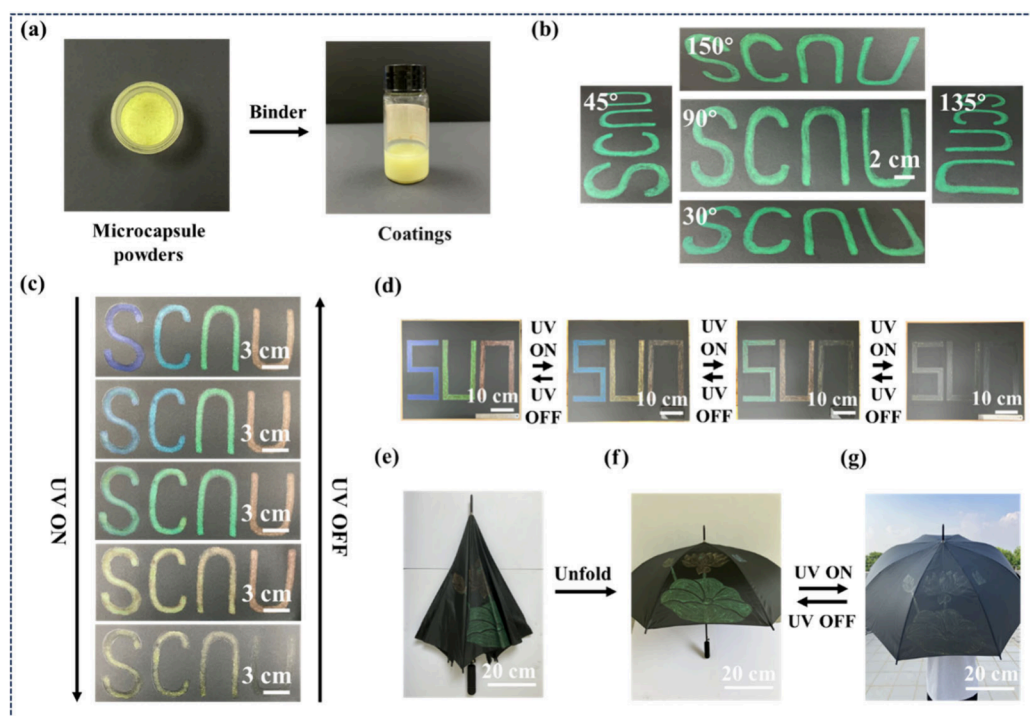 (a)
Binder
Microcapsule
powders
Coatings
(b)
150°
scnu
45°
scnu
90°
scnu
2 cm
135°
scnu
30°
scnu
(c)
UV ON
UV OFF
scnu
3 cm
scnu
3 cm
scnu
3 cm
scnu
3 cm
scnu
3 cm
(d)
SUN
10 cm
UV
ON
UV
OFF
SUN
10 cm
UV
ON
UV
OFF
SUN
10 cm
UV
ON
UV
OFF
SUN
10 cm
(e)
20 cm
Unfold
(f)
20 cm
UV ON
UV OFF
(g)
20 cm